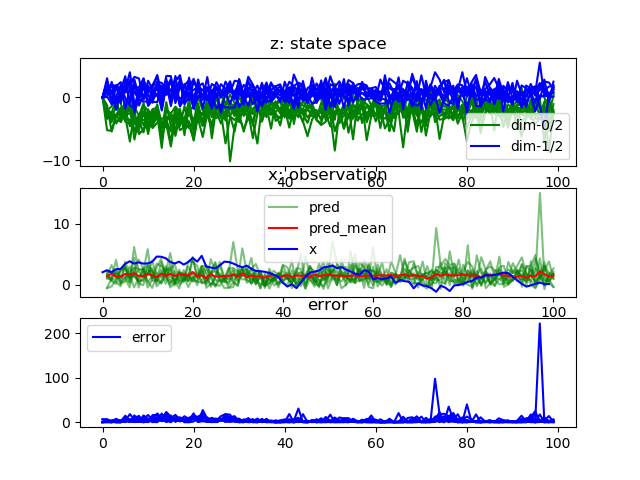 z: state space
0
−10
dim-0/2
dim-1/2
0 20 40 60 80 100
x: observation
10
0
pred
pred_mean
x
0 20 40 60 80 100
error
200
100
0
error
0 20 40 60 80 100